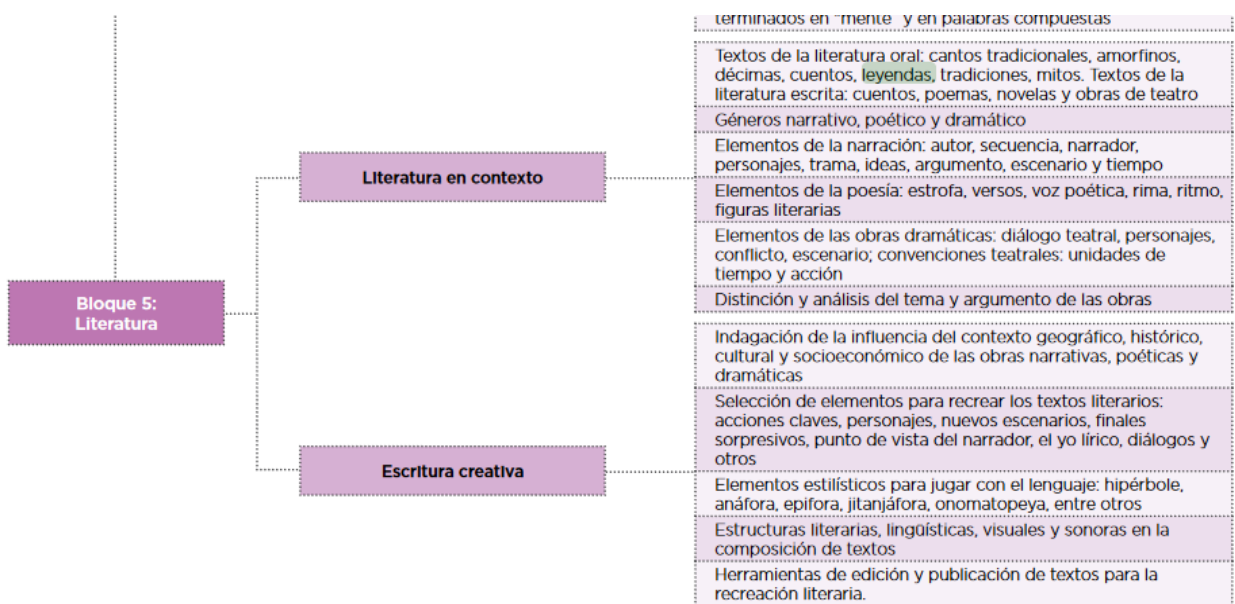 terminados en "mente" y en palabras compuestas
Textos de la literatura oral: cantos tradicionales, amorfinos,
décimas, cuentos, leyendas, tradiciones, mitos. Textos de la
literatura escrita: cuentos, poemas, novelas y obras de teatro
Géneros narrativo, poético y dramático
Elementos de la narración: autor, secuencia, narrador,
personajes, trama, ideas, argumento, escenario y tiempo
Literatura en contexto
Elementos de la poesía: estrofa, versos, voz poética, rima, ritmo,
figuras literarias
Elementos de las obras dramáticas: diálogo teatral, personajes,
conflicto, escenario; convenciones teatrales: unidades de
tiempo y acción
Distinción y análisis del tema y argumento de las obras
Bloque 5:
Literatura
Indagación de la influencia del contexto geográfico, histórico,
cultural y socioeconómico de las obras narrativas, poéticas y
dramáticas
Selección de elementos para recrear los textos literarios:
acciones claves, personajes, nuevos escenarios, finales
sorpresivos, punto de vista del narrador, el yo lírico, diálogos y
otros
Escritura creativa
Elementos estilísticos para jugar con el lenguaje: hipérbole,
anáfora, epifora, jitanjáfora, onomatopeya, entre otros
Estructuras literarias, lingüísticas, visuales y sonoras en la
composición de textos
Herramientas de edición y publicación de textos para la
recreación literaria.